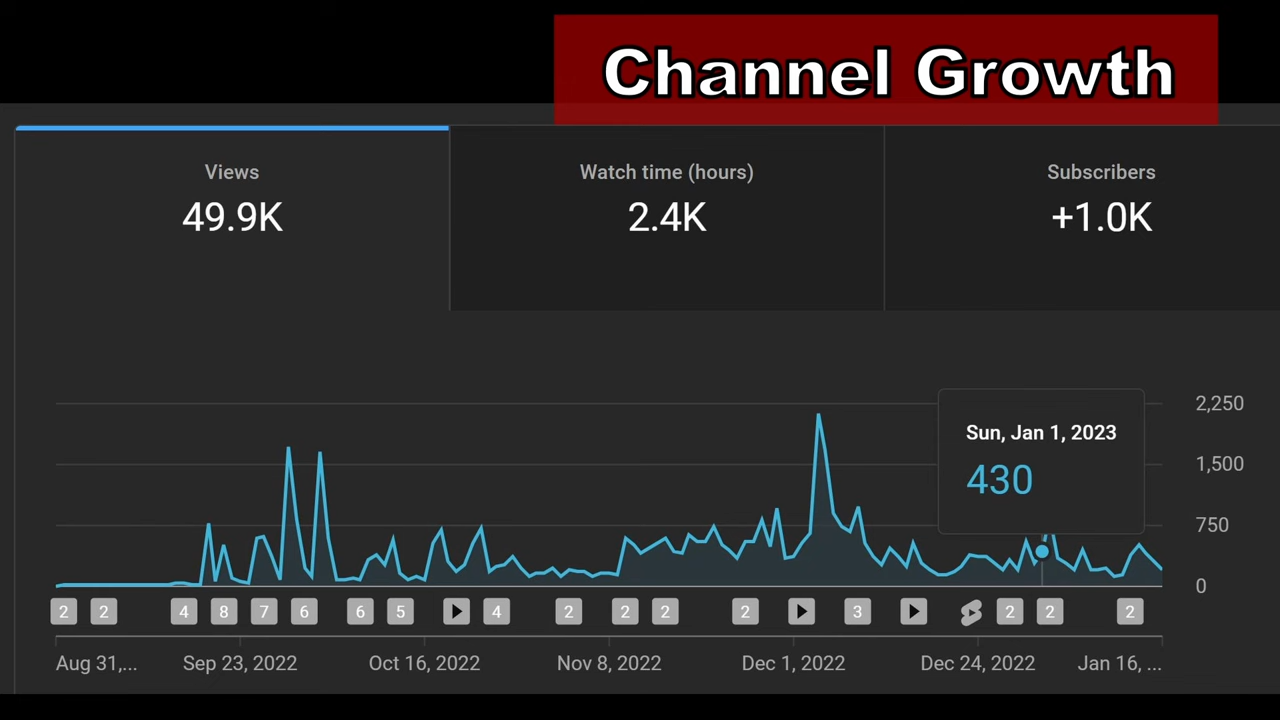 Channel Growth
Views
49.9K
Watch time (hours)
2.4K
Subscribers
+1.0K
Sun, Jan 1, 2023
430
2,250
1,500
750
0
2 2 4 8 7 6 6 5 4 2 2 2 2 3 2 2 2
Aug 31,... Sep 23, 2022 Oct 16, 2022 Nov 8, 2022 Dec 1, 2022 Dec 24, 2022 Jan 16, ...